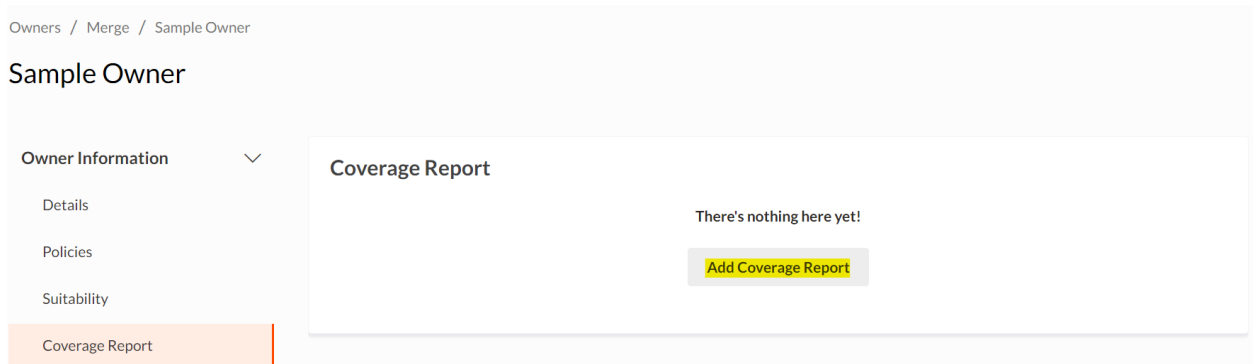 Owners / Merge / Sample Owner
Sample Owner
Owner Information
Details
Policies
Suitability
Coverage Report
Coverage Report
There's nothing here yet!
Add Coverage Report